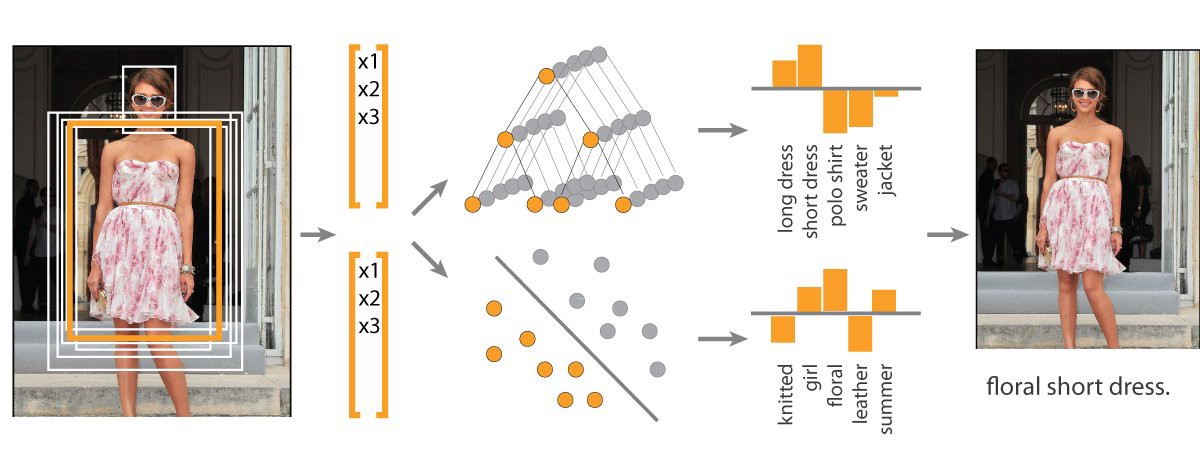 x1
x2
x3
x1
x2
x3
long dress
short dress
polo shirt
sweater
jacket
knitted
girl
floral
leather
summer
floral short dress.